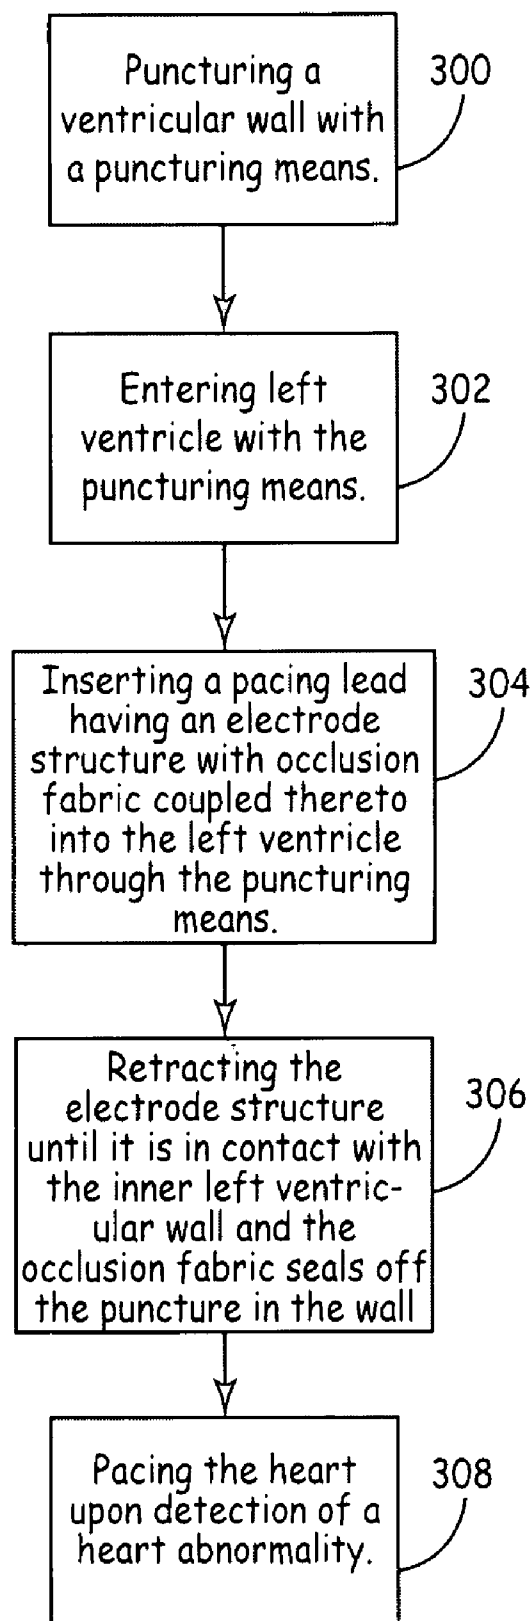 Puncturing a
ventricular wall with
a puncturing means.
300
Entering left
ventricle with the
puncturing means.
302
Inserting a pacing lead
having an electrode
structure with occlusion
fabric coupled thereto
into the left ventricle
through the puncturing
means.
304
Retracting the
electrode structure
until it is in contact with
the inner left ventric-
ular wall and the
occlusion fabric seals off
the puncture in the wall
306
Pacing the heart
upon detection of a
heart abnormality.
308